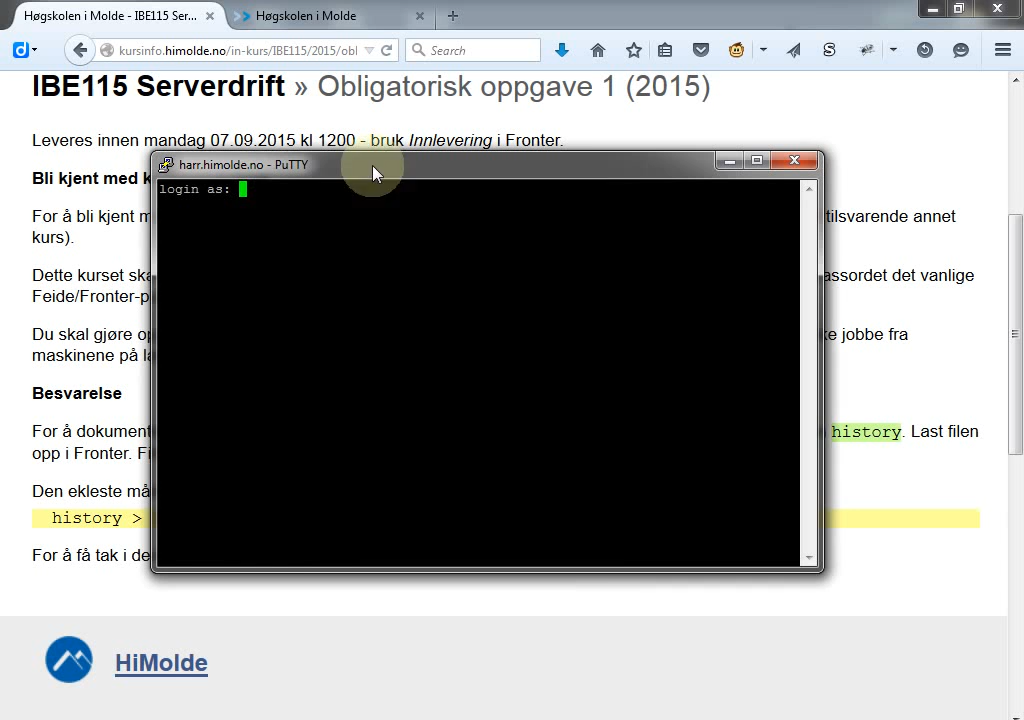 Høgskolen i Molde - IBE115 Ser...
Høgskolen i Molde
kursinfo.himolde.no/in-kurs/IBE115/2015/obl
Search
IBE115 Serverdrift » Obligatorisk oppgave 1 (2015)
Leveres innen mandag 07.09.2015 kl 1200 - bruk Innlevering i Fronter.
harr.himolde.no - PuTTY
Bli kjent med k
login as:
For å bli kjent m
tilsvarende annet
kurs).
Dette kurset ska
assordet det vanlige
Feide/Fronter-p
Du skal gjøre op
ke jobbe fra
maskinene på la
Besvarelse
For å dokument
history. Last filen
opp i Fronter. Fi
Den ekleste må
history >
For å få tak i de
HiMolde